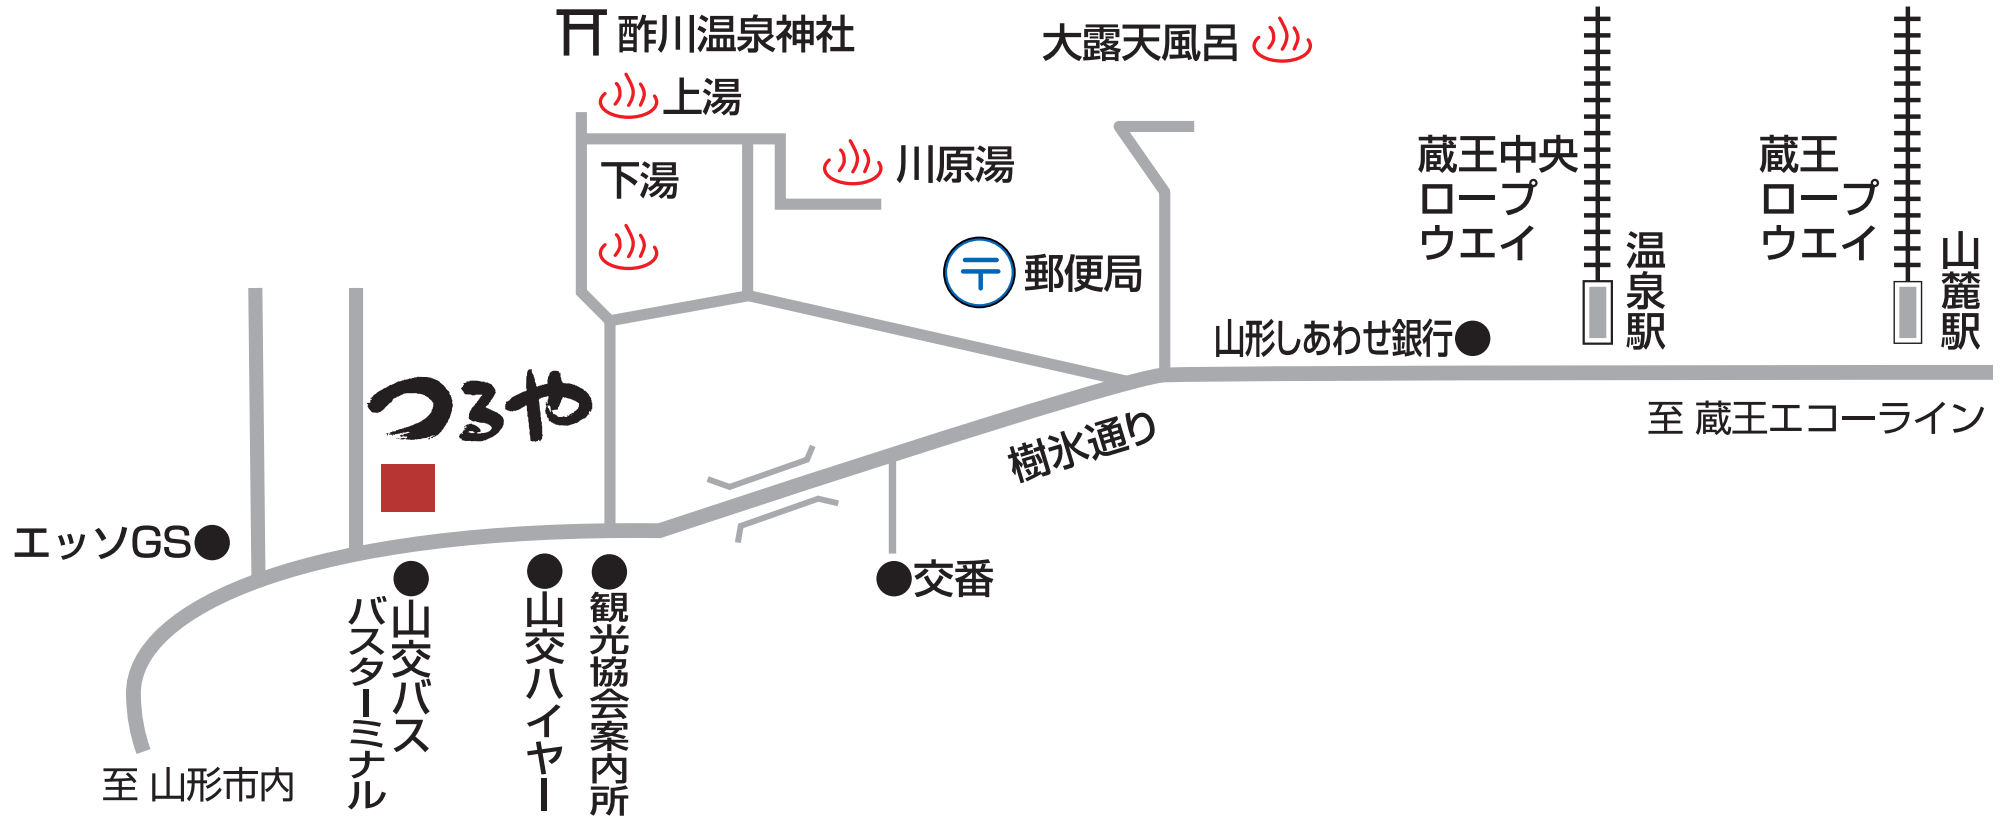 酢川温泉神社
上湯
大露天風呂
下湯
川原湯
郵便局
蔵王中央
ロープ
ウエイ
温泉駅
蔵王
ロープ
ウエイ
山麓駅
山形しあわせ銀行
至 蔵王エコーライン
つるや
樹氷通り
エッソGS
交番
山交バス
バスターミナル
山交ハイヤー
観光協会案内所
至 山形市内